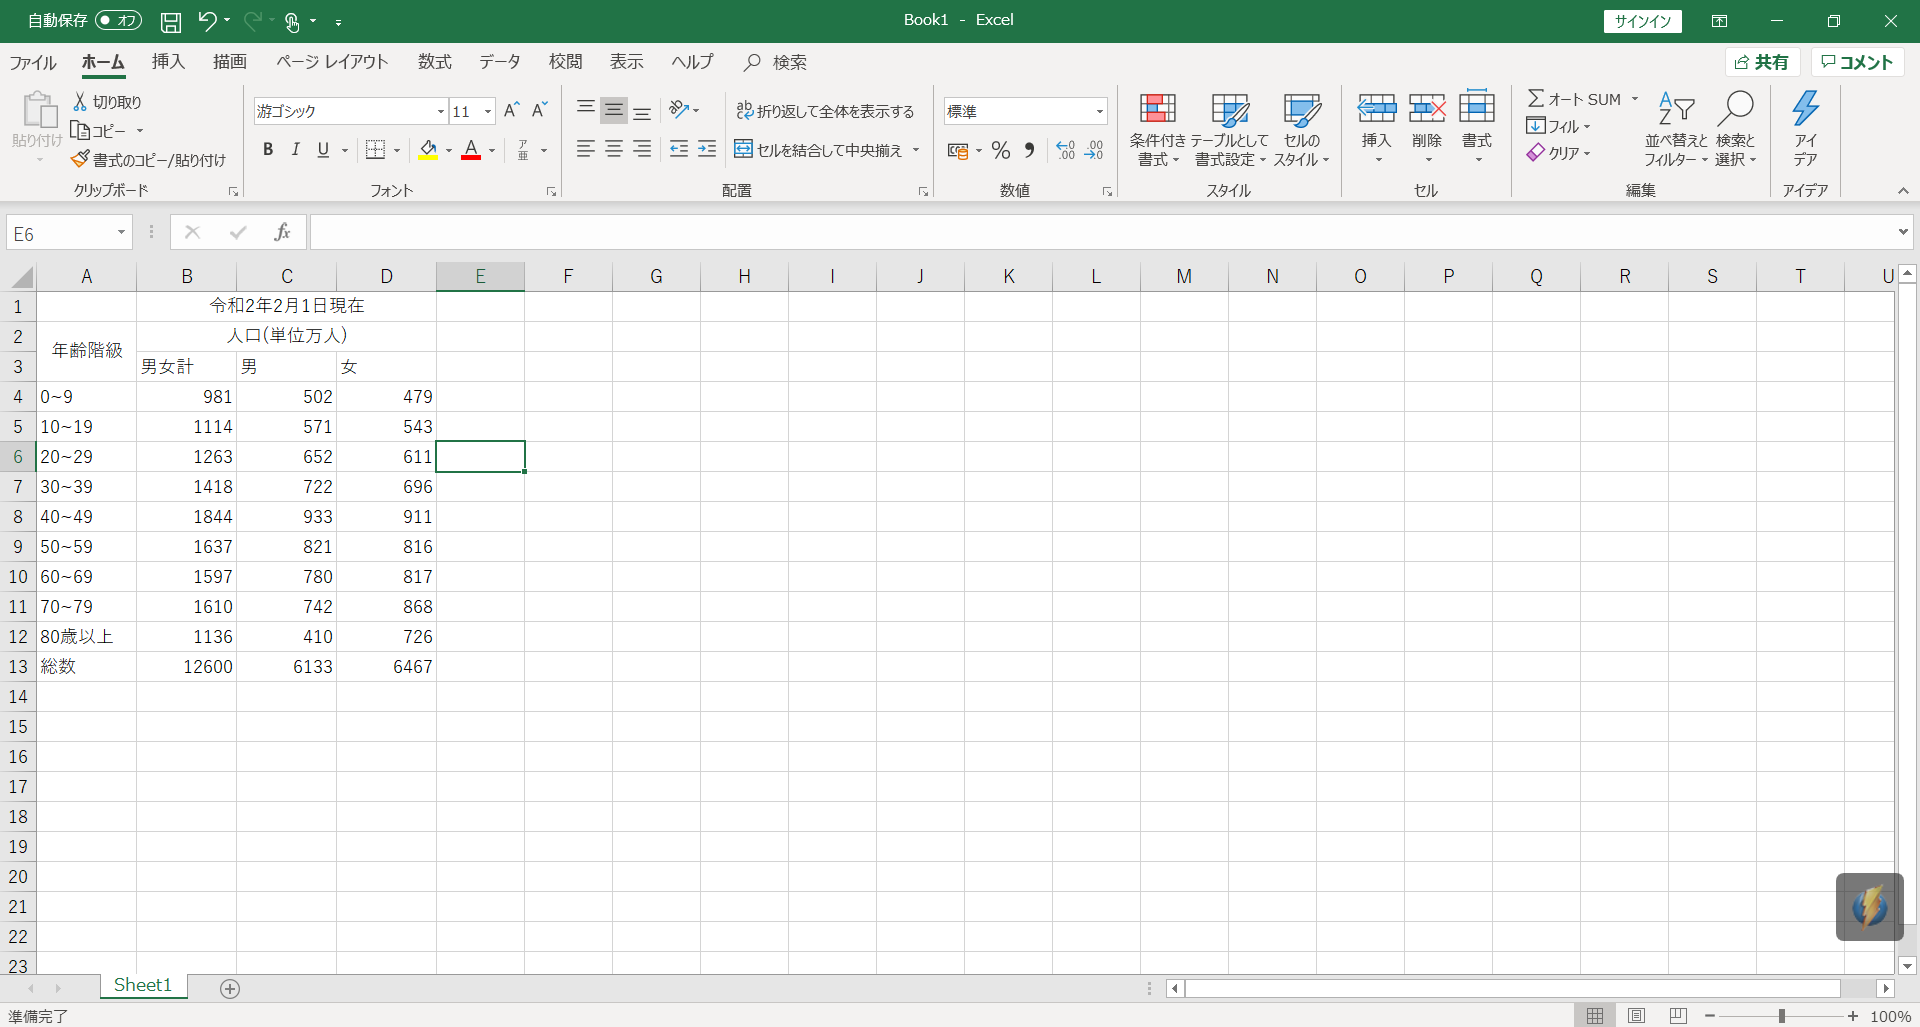 自動保存 オフ
Book1 - Excel
サインイン
ファイル ホーム 挿入 描画 ページ レイアウト 数式 データ 校閲 表示 ヘルプ 検索
共有 コメント
貼り付け
切り取り
コピー
書式のコピー/貼り付け
クリップボード
游ゴシック 11
B I U A ア亜
フォント
ab 折り返して全体を表示する
セルを結合して中央揃え
配置
標準
% , .00 .00
数値
条件付き書式
テーブルとして書式設定
セルのスタイル
スタイル
挿入 削除 書式
セル
Σ オート SUM
フィル
クリア
並べ替えとフィルター
検索と選択
編集
アイデア
アイデア
E6 fx
A B C D E F G H I J K L M N O P Q R S T U
1 令和2年2月1日現在
2 年齢階級 人口(単位万人)
3 男女計 男 女
4 0~9 981 502 479
5 10~19 1114 571 543
6 20~29 1263 652 611
7 30~39 1418 722 696
8 40~49 1844 933 911
9 50~59 1637 821 816
10 60~69 1597 780 817
11 70~79 1610 742 868
12 80歳以上 1136 410 726
13 総数 12600 6133 6467
14
15
16
17
18
19
20
21
22
23
Sheet1
準備完了
100%